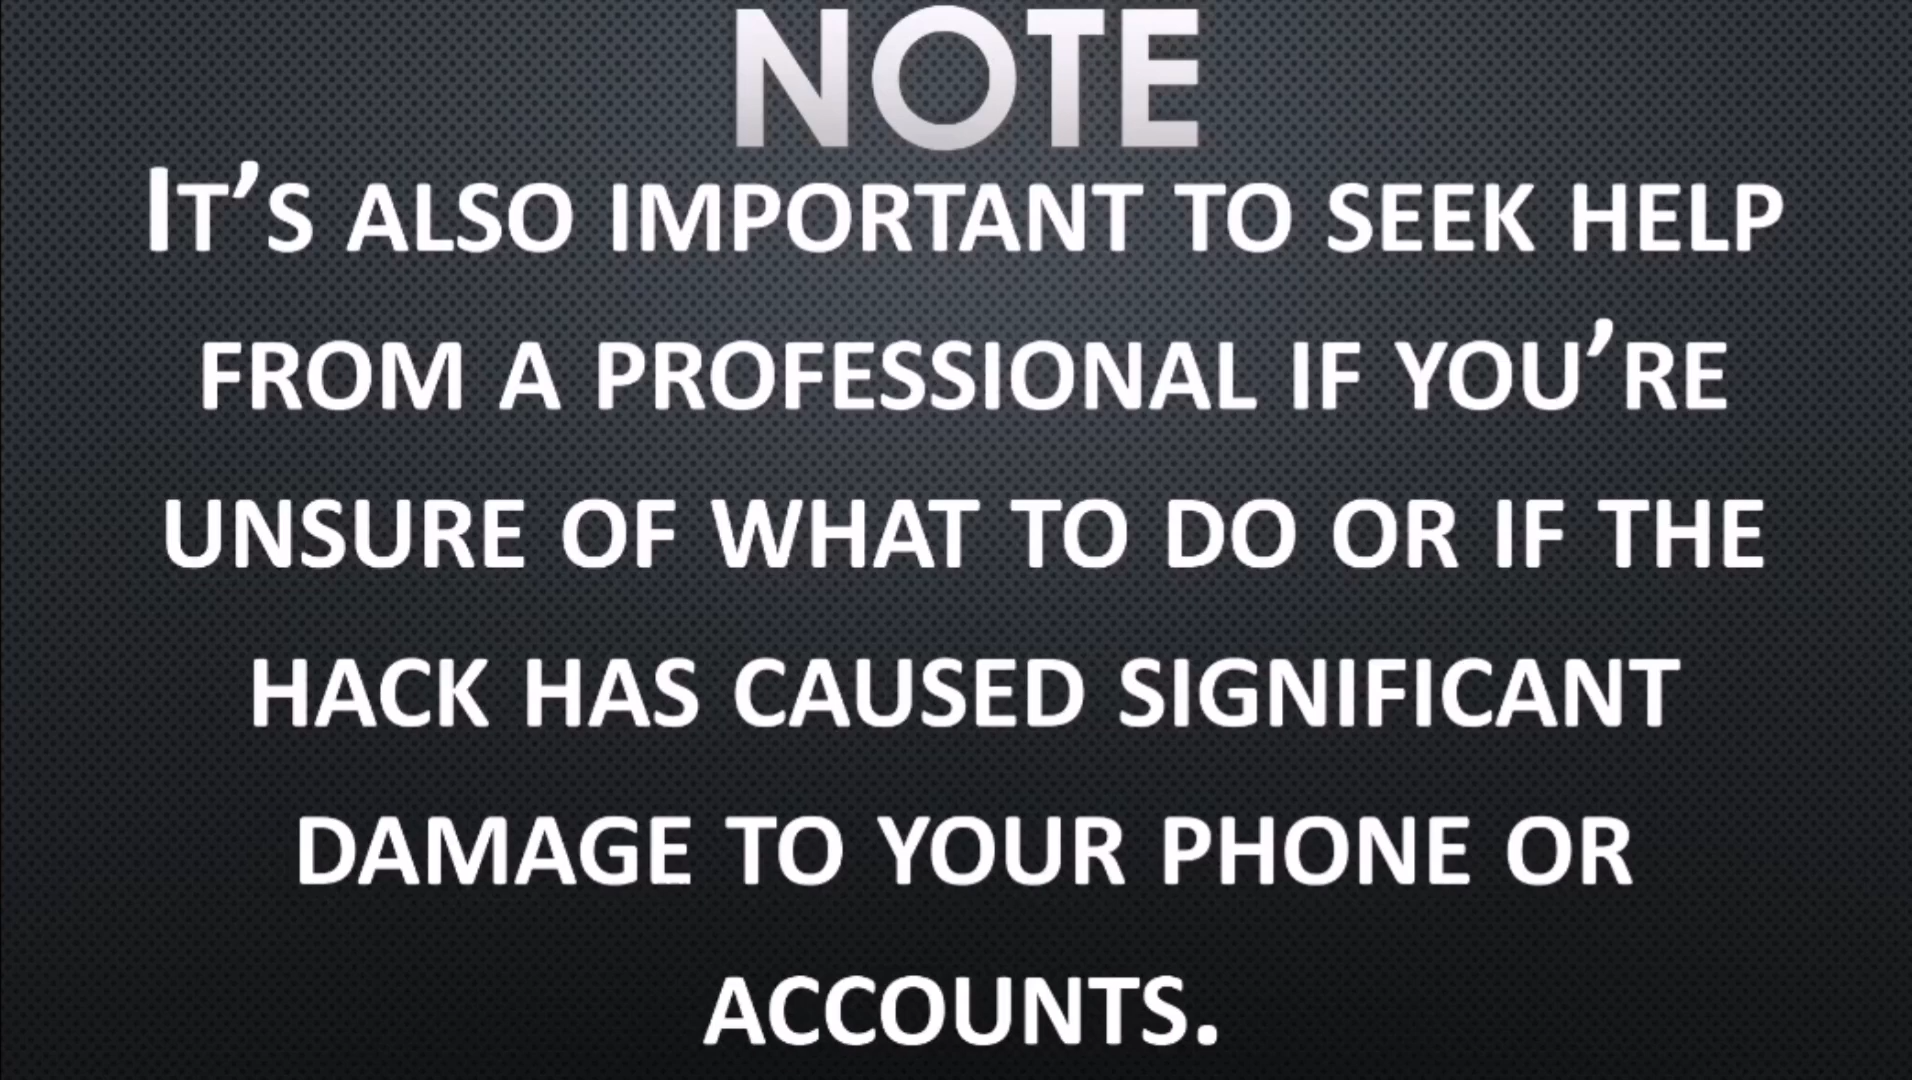 NOTE
It’s also important to seek help
from a professional if you’re
unsure of what to do or if the
hack has caused significant
damage to your phone or
accounts.